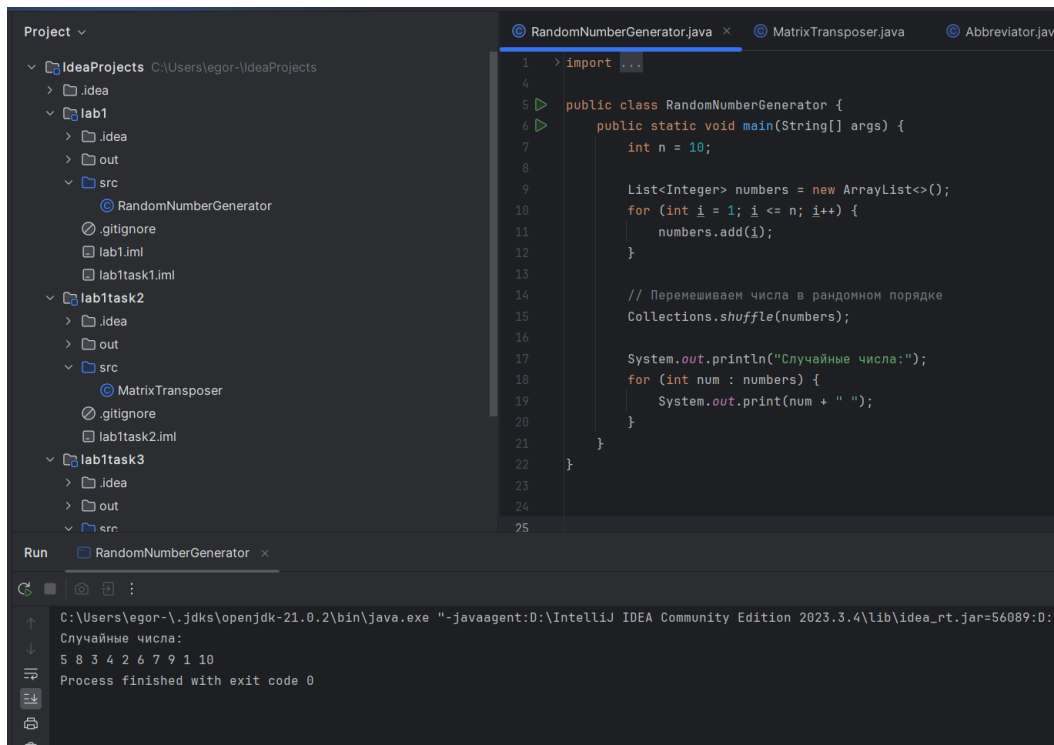 Project
RandomNumberGenerator.java
MatrixTransposer.java
Abbreviator.jav
IdeaProjects C:\Users\egor-\IdeaProjects
.idea
lab1
.idea
out
src
RandomNumberGenerator
.gitignore
lab1.iml
lab1task1.iml
lab1task2
.idea
out
src
MatrixTransposer
.gitignore
lab1task2.iml
lab1task3
.idea
out
src
1 import ...
4
5 public class RandomNumberGenerator {
6 public static void main(String[] args) {
7 int n = 10;
8
9 List<Integer> numbers = new ArrayList<>();
10 for (int i = 1; i <= n; i++) {
11 numbers.add(i);
12 }
13
14 // Перемешиваем числа в рандомном порядке
15 Collections.shuffle(numbers);
16
17 System.out.println("Случайные числа:");
18 for (int num : numbers) {
19 System.out.print(num + " ");
20 }
21 }
22 }
23
24
25
Run RandomNumberGenerator
C:\Users\egor-\.jdks\openjdk-21.0.2\bin\java.exe "-javaagent:D:\IntelliJ IDEA Community Edition 2023.3.4\lib\idea_rt.jar=56089:D:
Случайные числа:
5 8 3 4 2 6 7 9 1 10
Process finished with exit code 0